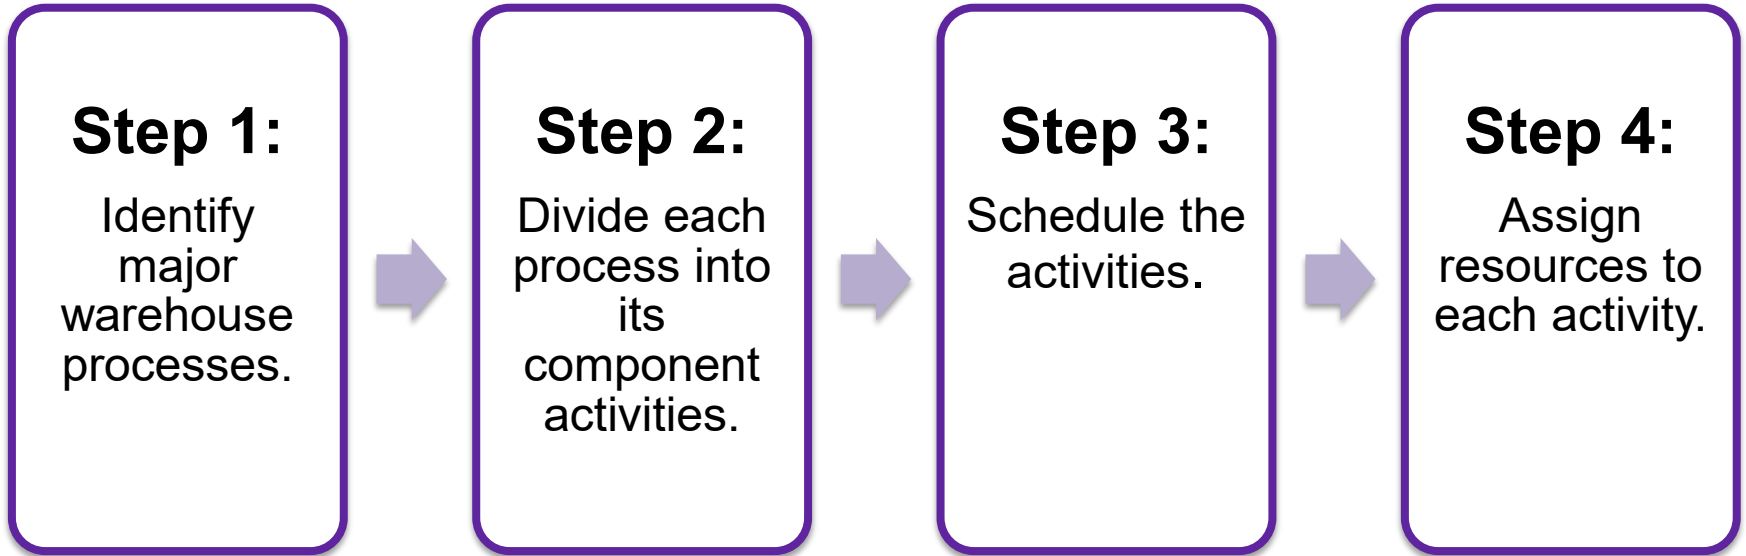 Step 1:
Identify
major
warehouse
processes.
Step 2:
Divide each
process into
its
component
activities.
Step 3:
Schedule the
activities.
Step 4:
Assign
resources to
each activity.